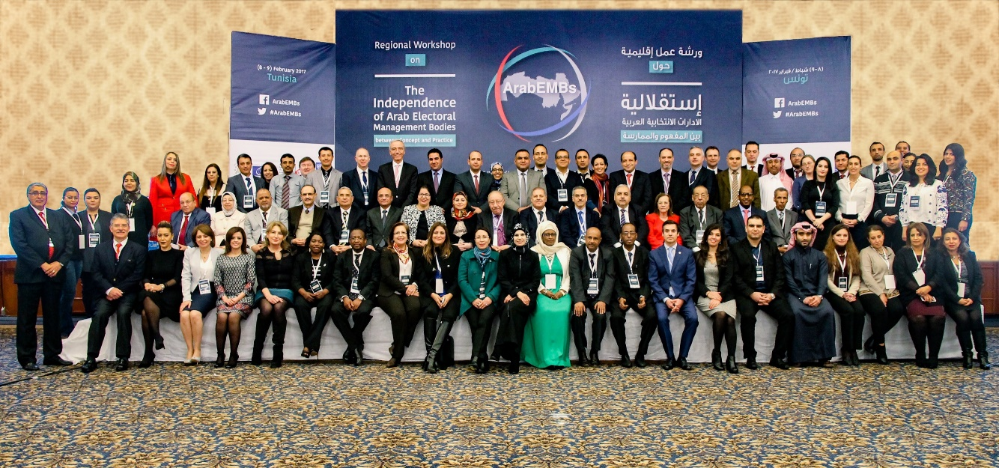 (8 - 9) February 2017
Tunisia
ArabEMBs
#ArabEMBs
Regional Workshop
on
The
Independence
of Arab Electoral
Management Bodies
between Concept and Practice
ArabEMBs
ورشة عمل إقليمية
حول
إستقلالية
الادارات الانتخابية العربية
بين المفهوم والممارسة
(٨-٩) شباط / فبراير ٢٠١٧
تونس
ArabEMBs
#ArabEMBs